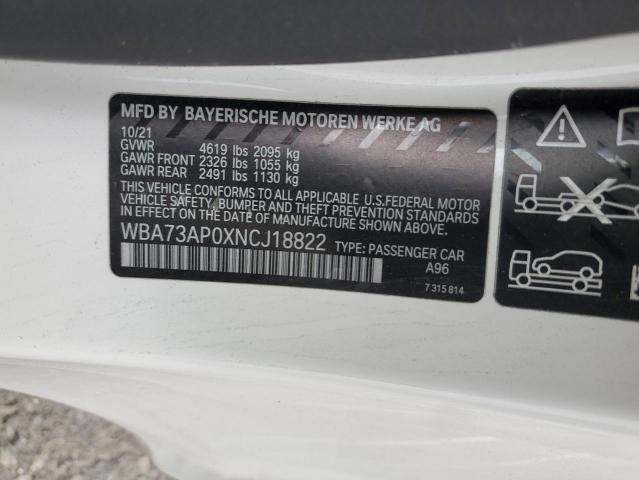 MFD BY BAYERISCHE MOTOREN WERKE AG
10/21
GVWR 4619 lbs 2095 kg
GAWR FRONT 2326 lbs 1055 kg
GAWR REAR 2491 lbs 1130 kg
THIS VEHICLE CONFORMS TO ALL APPLICABLE U.S.FEDERAL MOTOR
VEHICLE SAFETY, BUMPER AND THEFT PREVENTION STANDARDS
IN EFFECT ON THE DATE OF MANUFACTURE SHOWN ABOVE.
WBA73AP0XNCJ18822 TYPE: PASSENGER CAR
A96
7 315 814